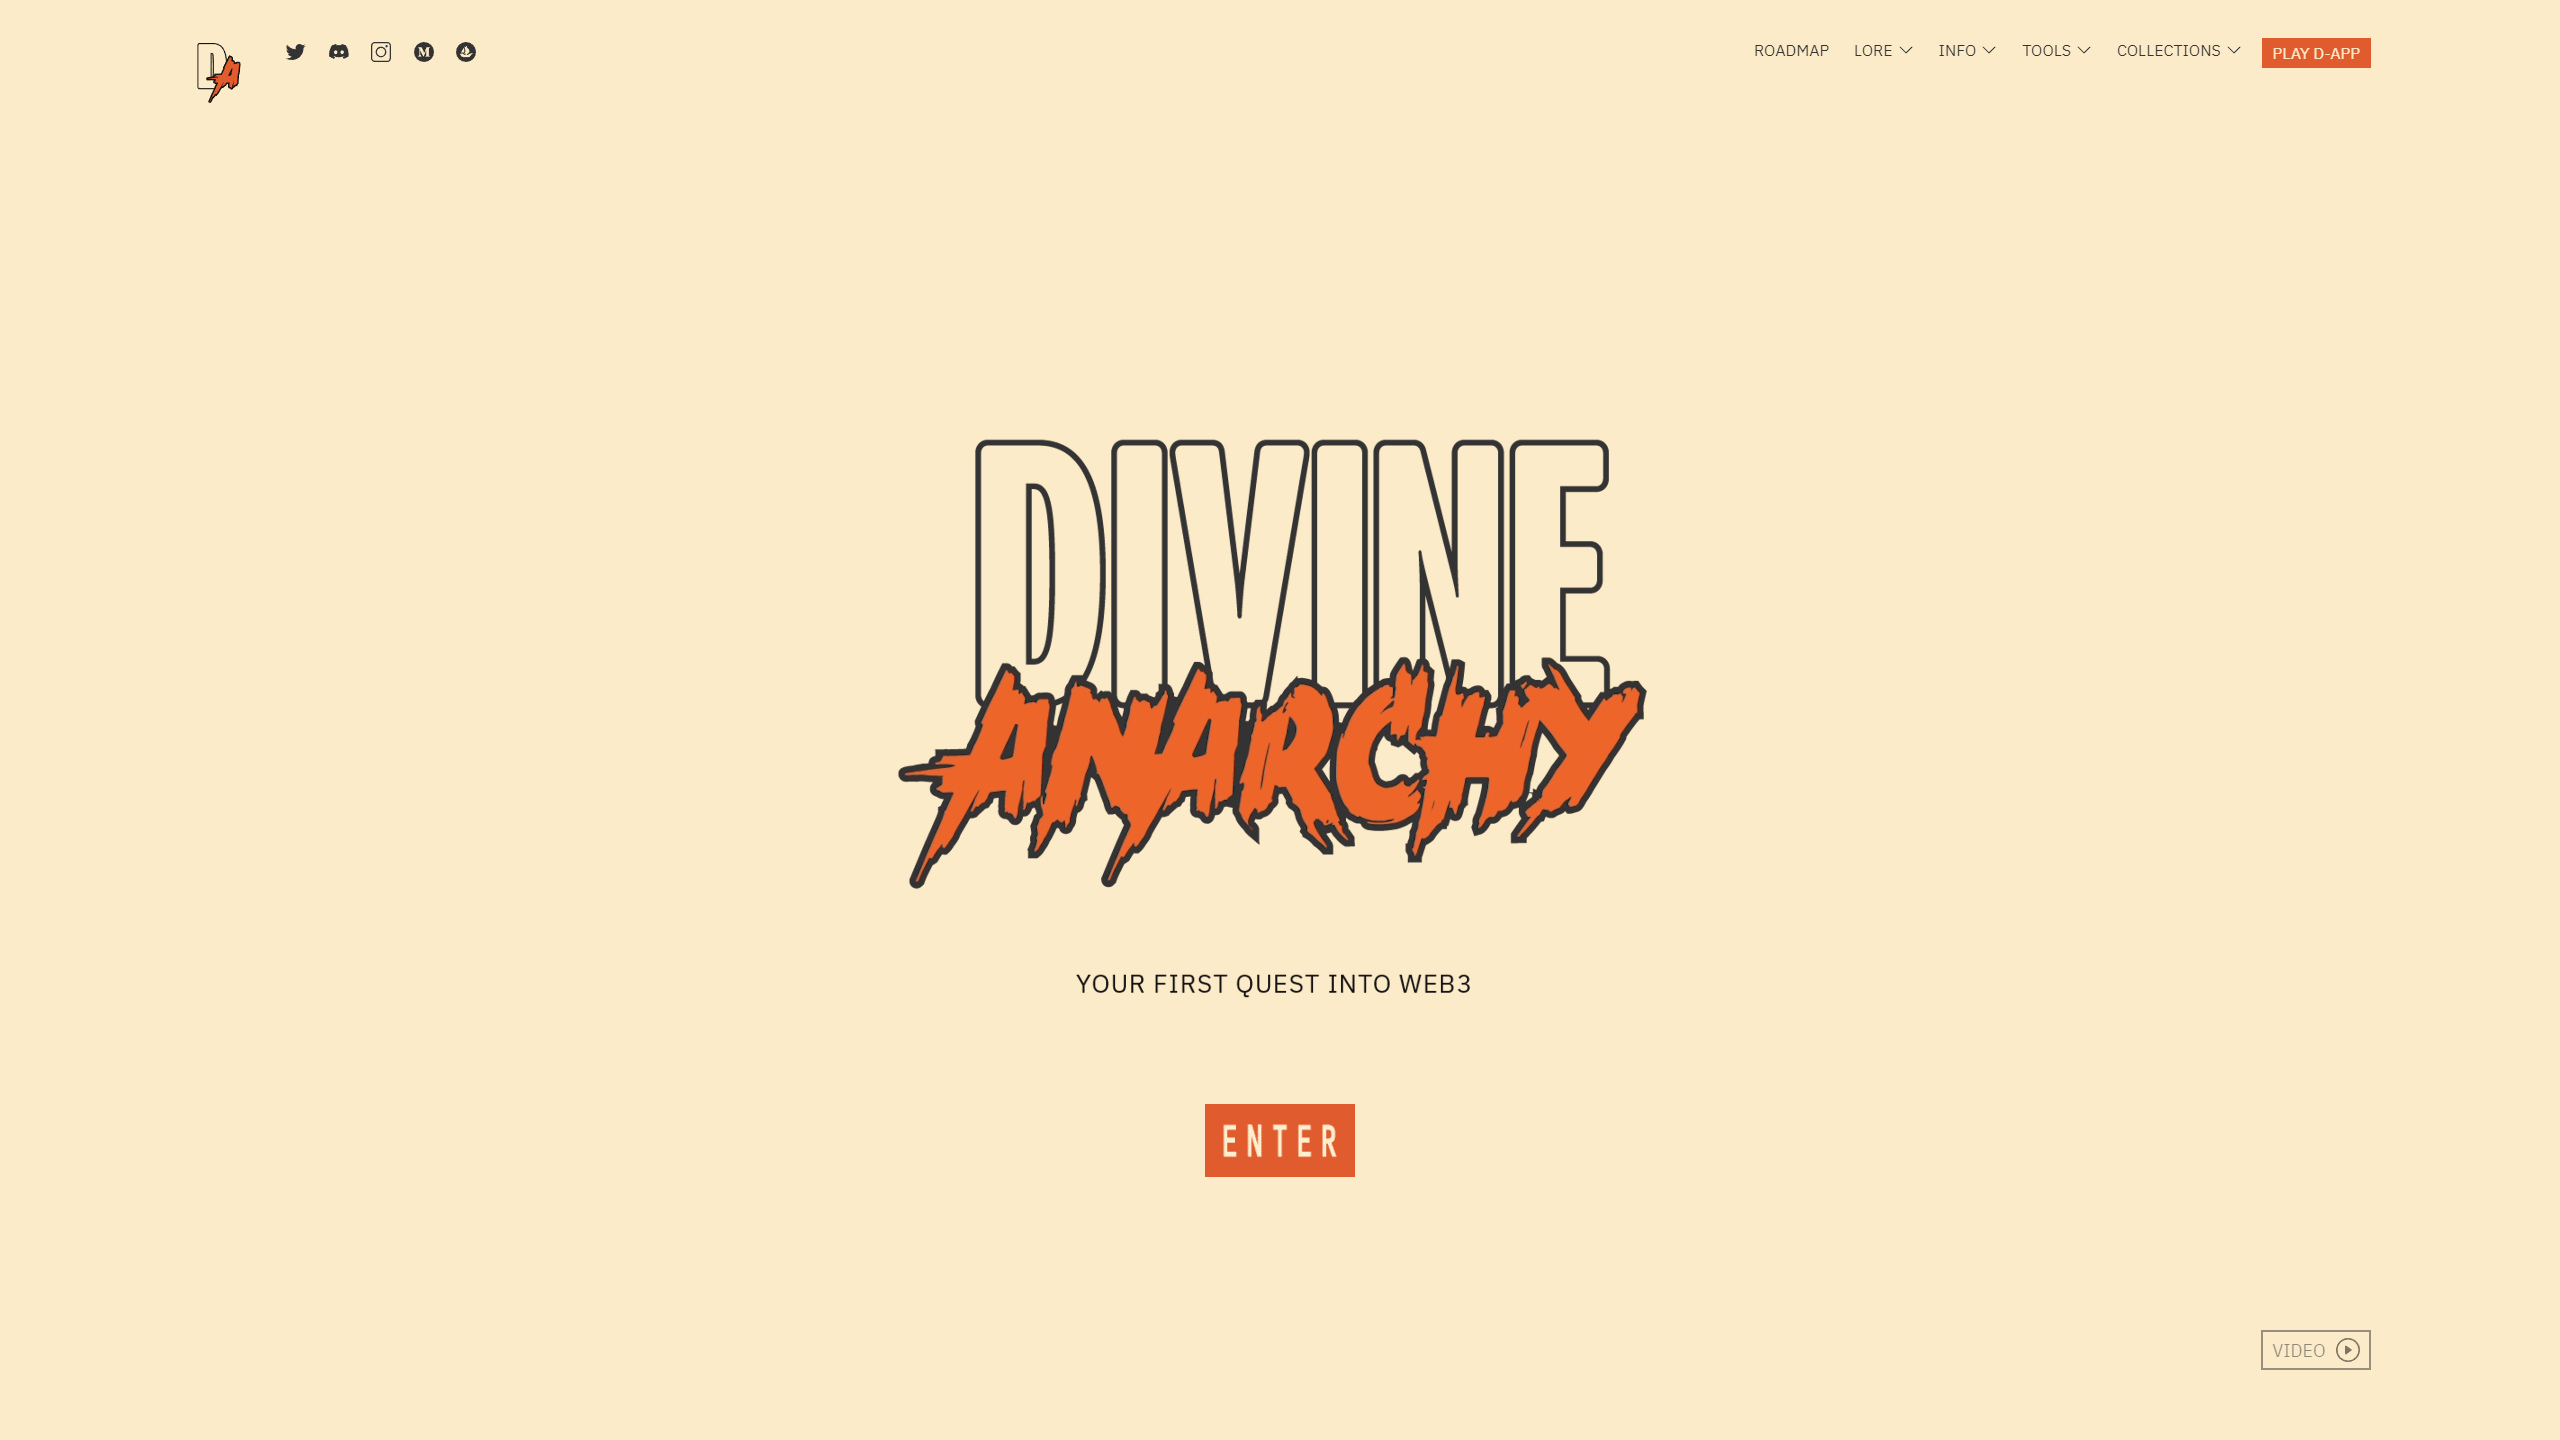 DA
ROADMAP LORE INFO TOOLS COLLECTIONS PLAY D-APP
DIVINE
ANARCHY
YOUR FIRST QUEST INTO WEB3
ENTER
VIDEO